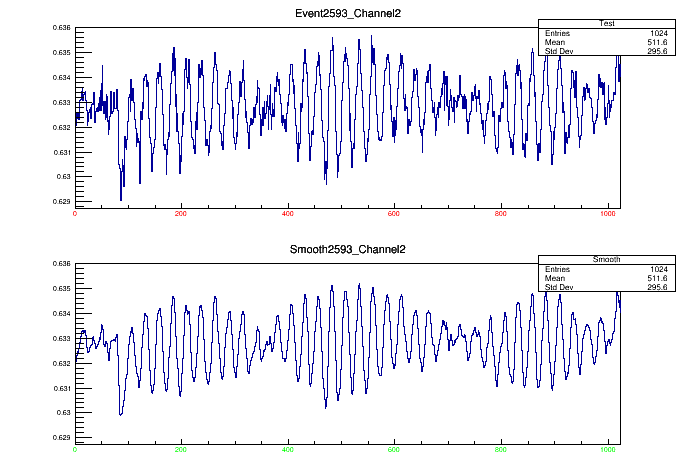 Event2593_Channel2
Test
Entries 1024
Mean 511.6
Std Dev 295.6
0.636
0.635
0.634
0.633
0.632
0.631
0.63
0.629
0 200 400 600 800 1000
Smooth2593_Channel2
Smooth
Entries 1024
Mean 511.6
Std Dev 295.6
0.636
0.635
0.634
0.633
0.632
0.631
0.63
0.629
0 200 400 600 800 1000